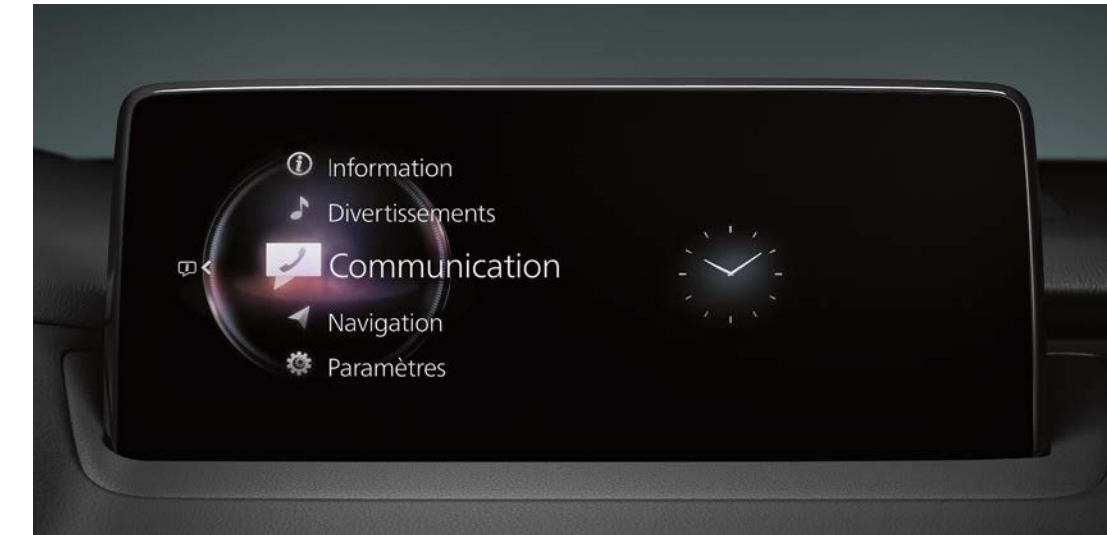 Information
Divertissements
Communication
Navigation
Paramètres